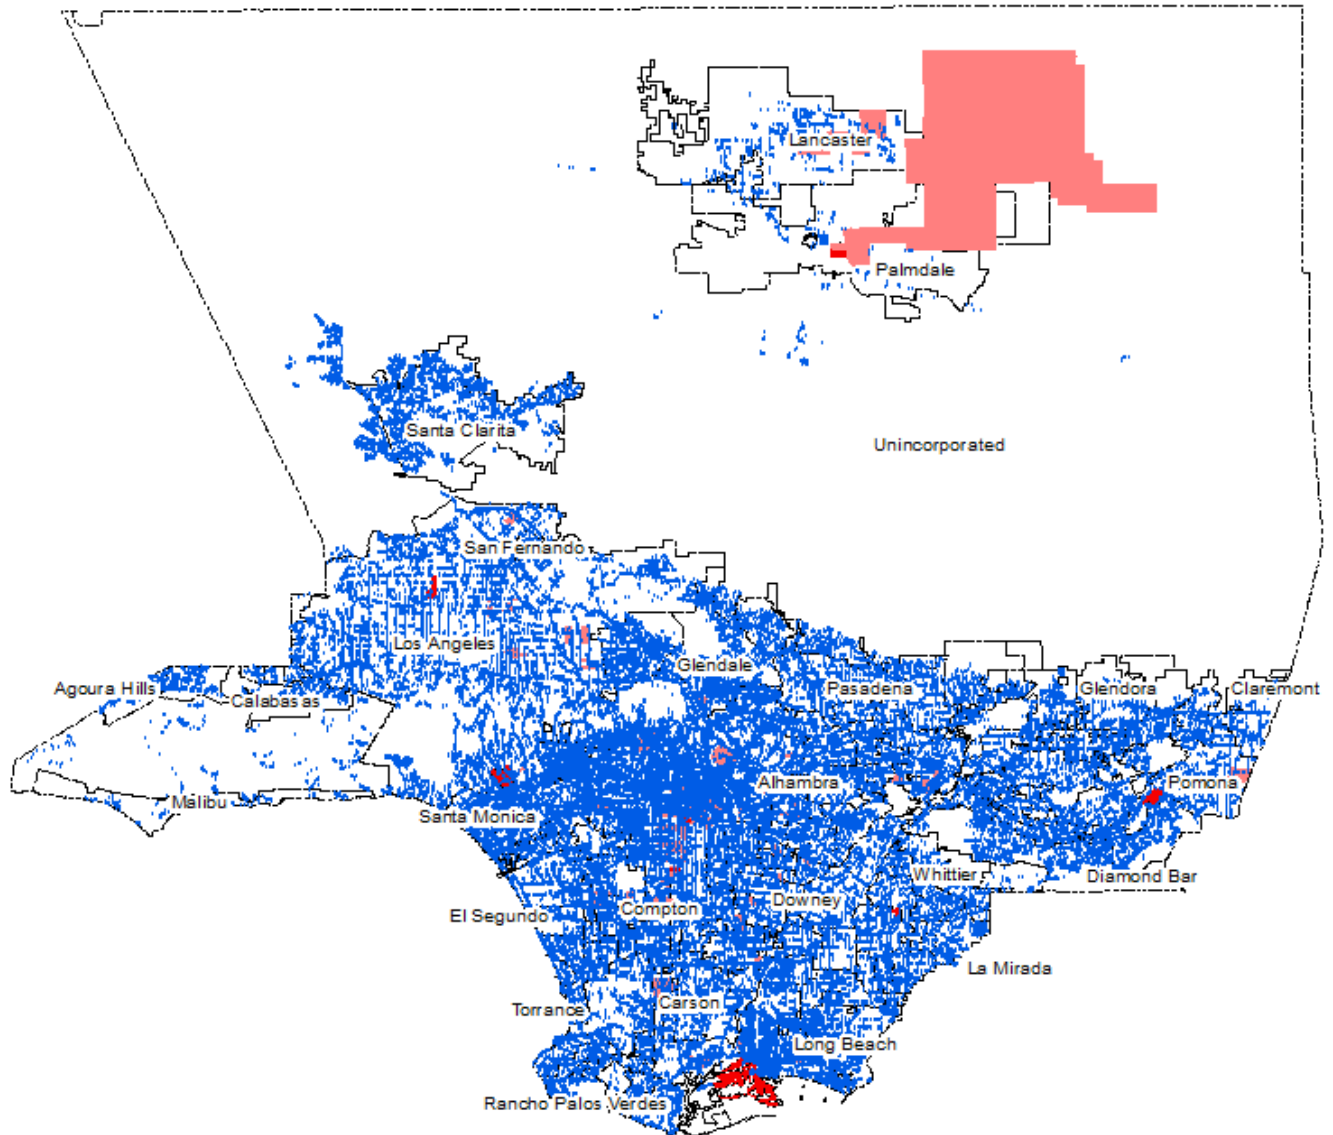 Lancaster
Palmdale
Santa Clarita
Unincorporated
San Fernando
Los Angeles
Glendale
Agoura Hills
Calabasas
Pasadena
Glendora
Claremont
Malibu
Alhambra
Pomona
Santa Monica
Whittier
Diamond Bar
El Segundo
Compton
Downey
La Mirada
Torrance
Carson
Long Beach
Rancho Palos Verdes